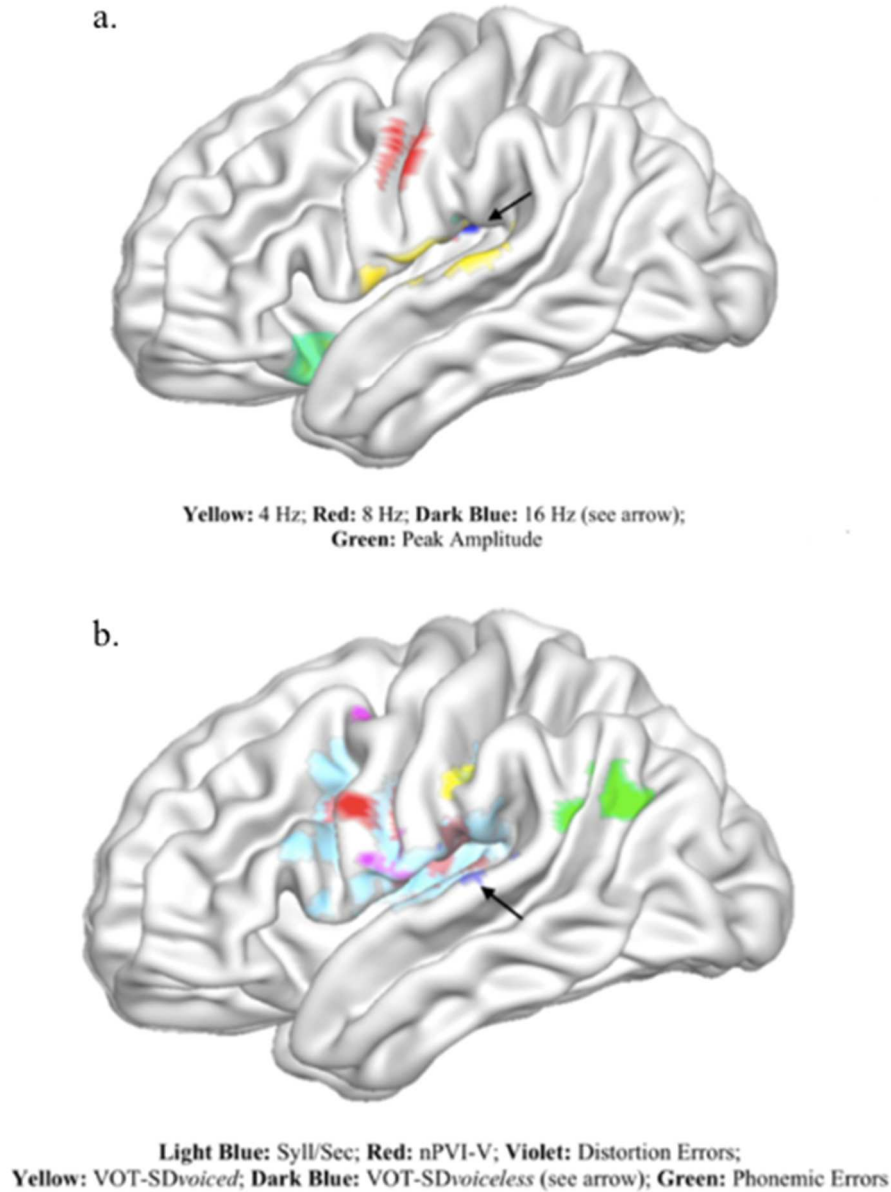 a.
Yellow: 4 Hz; Red: 8 Hz; Dark Blue: 16 Hz (see arrow);
Green: Peak Amplitude
b.
Light Blue: Syll/Sec; Red: nPVI-V; Violet: Distortion Errors;
Yellow: VOT-SDvoiced; Dark Blue: VOT-SDvoiceless (see arrow); Green: Phonemic Errors